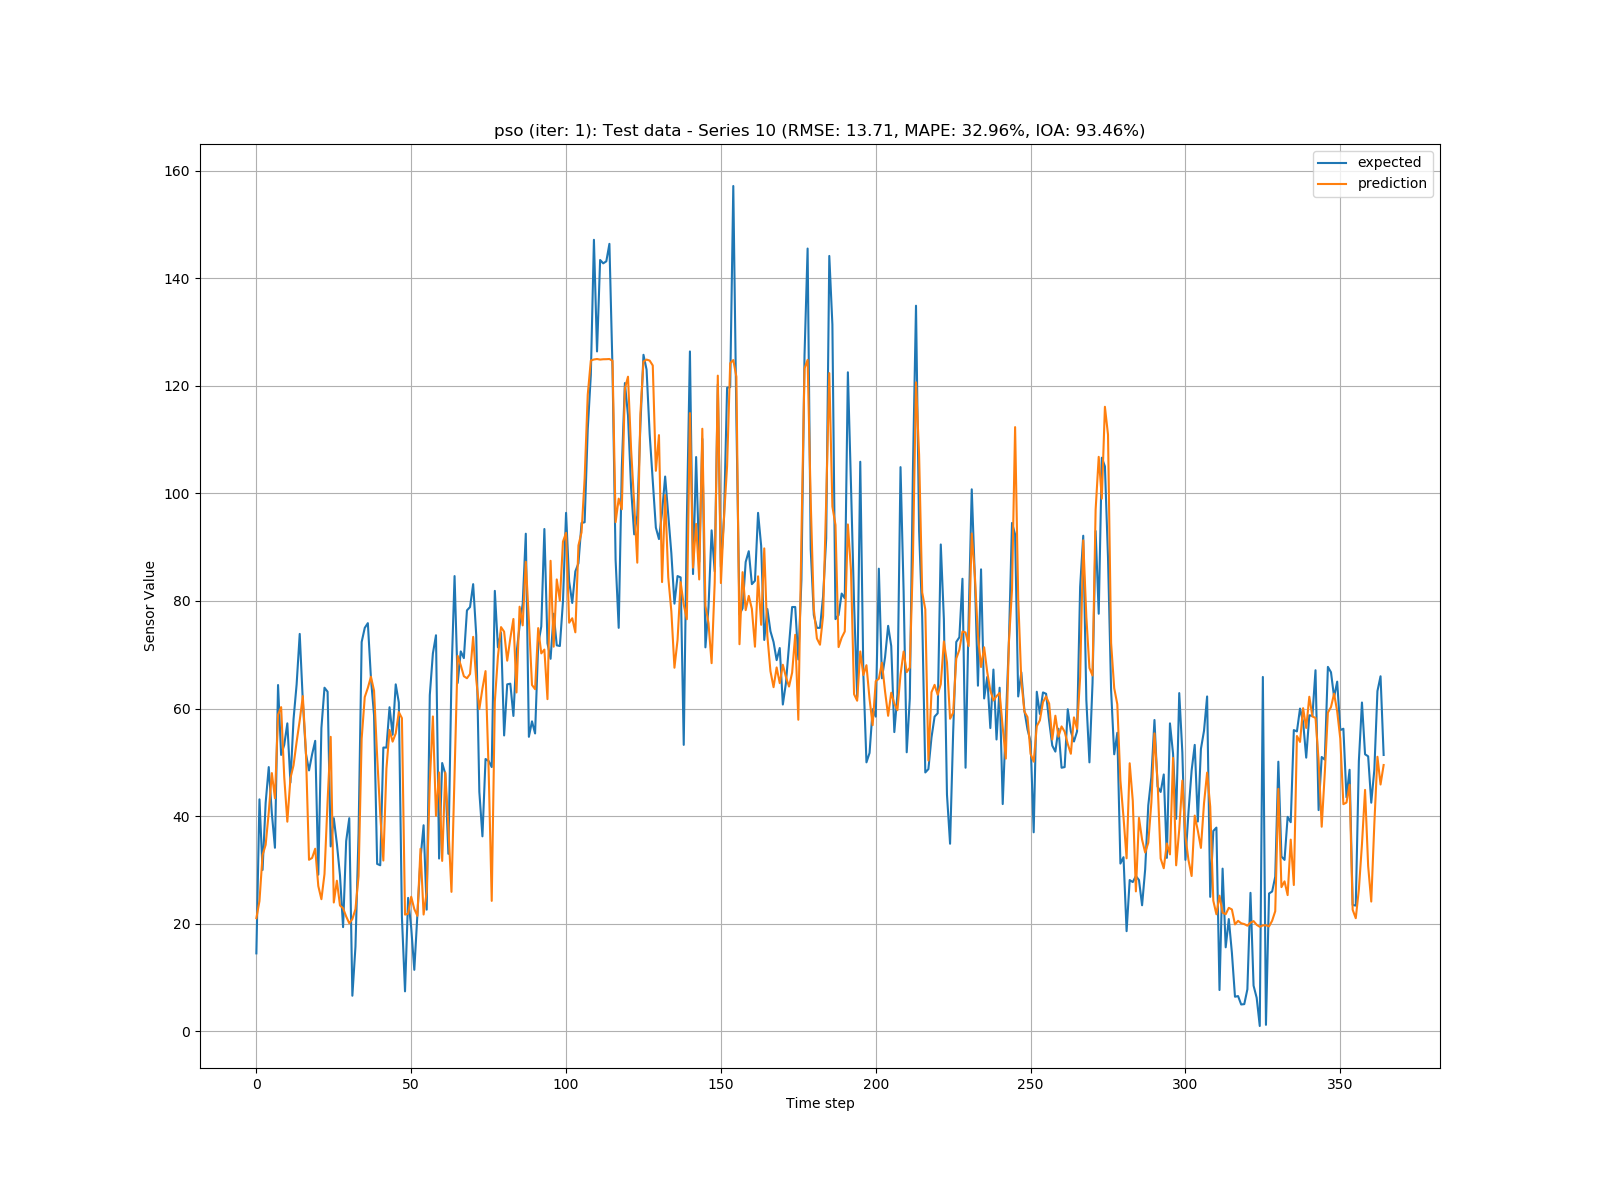 pso (iter: 1): Test data - Series 10 (RMSE: 13.71, MAPE: 32.96%, IOA: 93.46%)
expected
prediction
160
140
120
100
80
60
40
20
0
Sensor Value
0 50 100 150 200 250 300 350
Time step